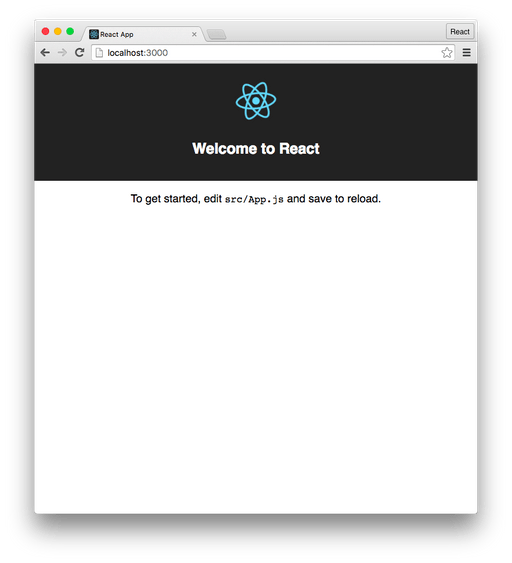 React App
React
localhost:3000
Welcome to React
To get started, edit src/App.js and save to reload.